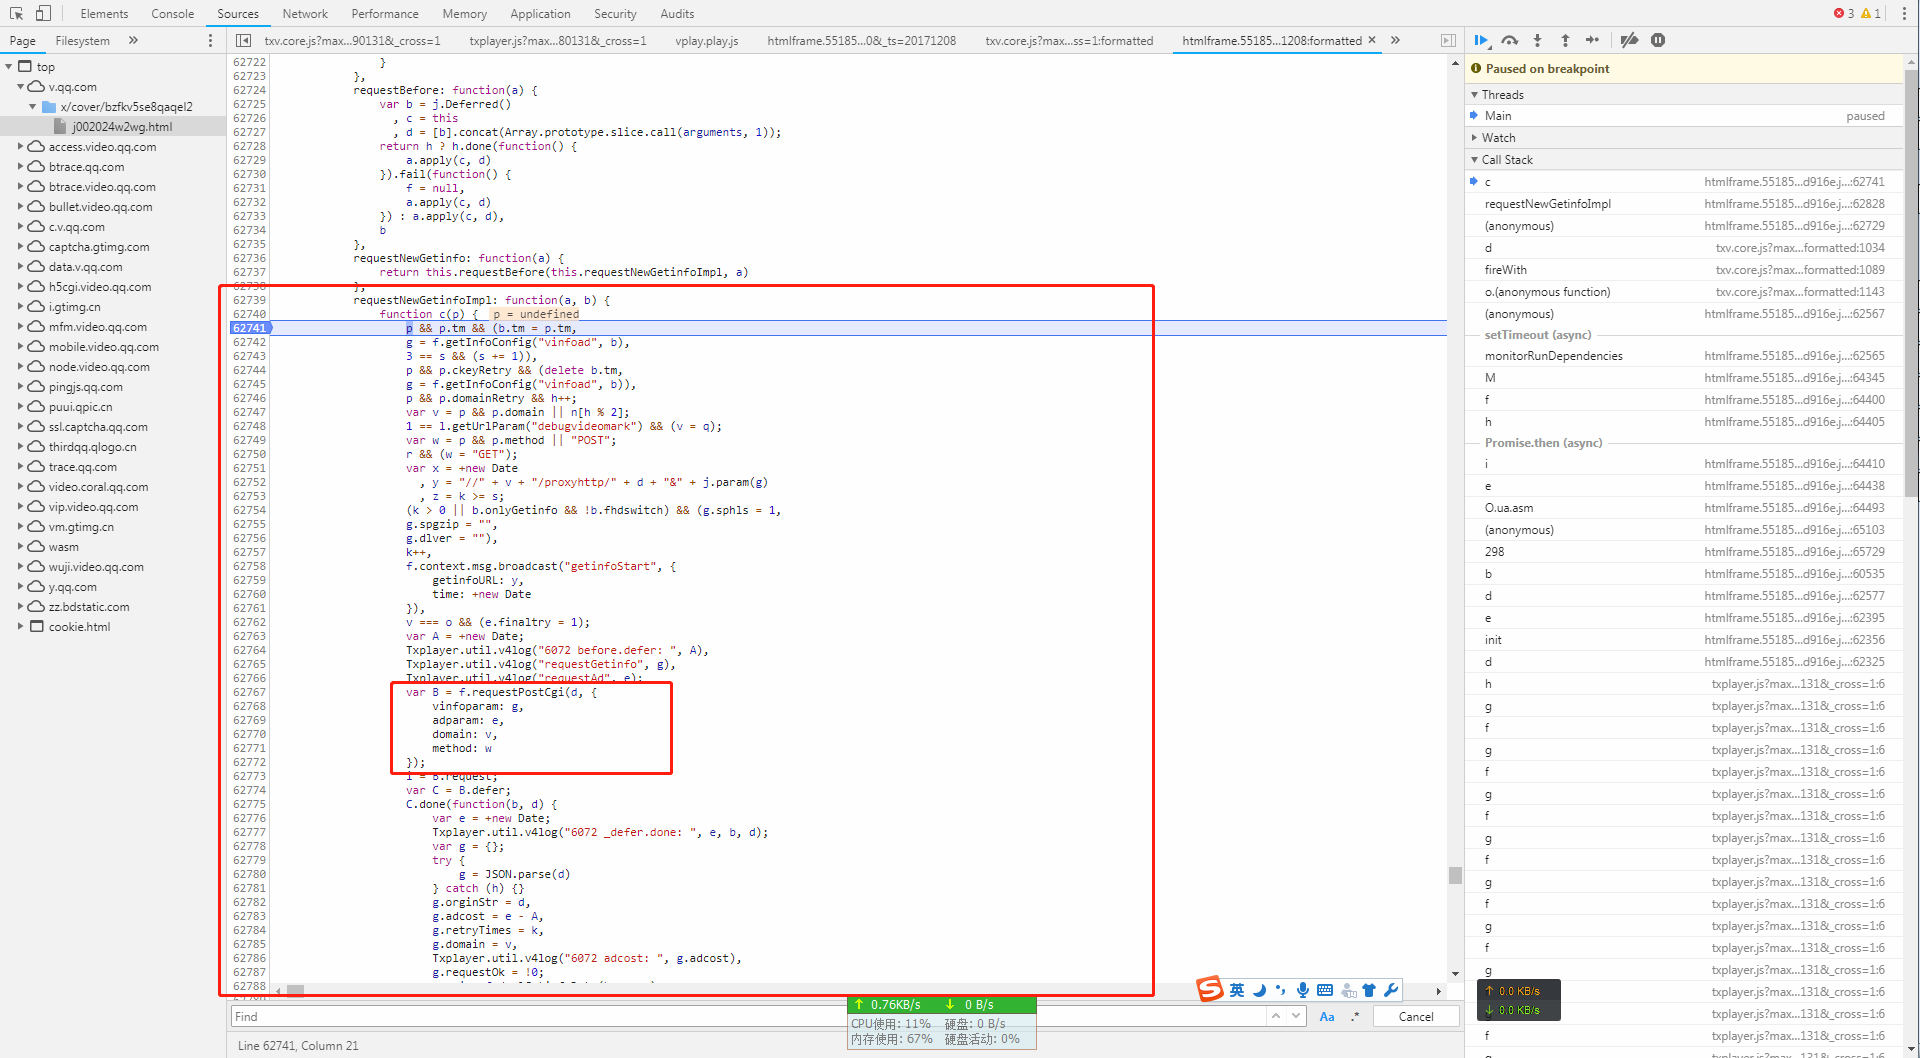 Elements Console Sources Network Performance Memory Application Security Audits 3 1
Page Filesystem »
txv.core.js?max...90131&_cross=1 txplayer.js?max...80131&_cross=1 vplay.play.js htmlframe.55185...0&_ts=20171208 txv.core.js?max...ss=1:formatted htmlframe.55185...1208:formatted × »
top
v.qq.com
x/cover/bzfkv5se8qaqel2
j002024w2wg.html
access.video.qq.com
btrace.qq.com
btrace.video.qq.com
bullet.video.qq.com
c.v.qq.com
captcha.gtimg.com
data.v.qq.com
h5cgi.video.qq.com
i.gtimg.cn
mfm.video.qq.com
mobile.video.qq.com
node.video.qq.com
pingjs.qq.com
puui.qpic.cn
ssl.captcha.qq.com
thirdqq.qlogo.cn
trace.qq.com
video.coral.qq.com
vip.video.qq.com
vm.gtimg.cn
wasm
wuji.video.qq.com
y.qq.com
zz.bdstatic.com
cookie.html
62722 }
62723 },
62724 requestBefore: function(a) {
62725 var b = j.Deferred()
62726 , c = this
62727 , d = [b].concat(Array.prototype.slice.call(arguments, 1));
62728 return h ? h.done(function() {
62729 a.apply(c, d)
62730 }).fail(function() {
62731 f = null,
62732 a.apply(c, d)
62733 }) : a.apply(c, d),
62734 b
62735 },
62736 requestNewGetinfo: function(a) {
62737 return this.requestBefore(this.requestNewGetinfoImpl, a)
62738 },
62739 requestNewGetinfoImpl: function(a, b) {
62740 function c(p) { p = undefined
62741 p && p.tm && (b.tm = p.tm,
62742 g = f.getInfoConfig("vinfoad", b),
62743 3 == s && (s += 1)),
62744 p && p.ckeyRetry && (delete b.tm,
62745 g = f.getInfoConfig("vinfoad", b)),
62746 p && p.domainRetry && h++;
62747 var v = p && p.domain || n[h % 2];
62748 1 == l.getUrlParam("debugvideomark") && (v = q);
62749 var w = p && p.method || "POST";
62750 r && (w = "GET");
62751 var x = +new Date
62752 , y = "//" + v + "/proxyhttp/" + d + "&" + j.param(g)
62753 , z = k >= s;
62754 (k > 0 || b.onlyGetinfo && !b.fhdswitch) && (g.sphls = 1,
62755 g.spgzip = "",
62756 g.dlver = ""),
62757 k++,
62758 f.context.msg.broadcast("getinfoStart", {
62759 getinfoURL: y,
62760 time: +new Date
62761 }),
62762 v === o && (e.finaltry = 1);
62763 var A = +new Date;
62764 Txplayer.util.v4log("6072 before.defer: ", A),
62765 Txplayer.util.v4log("requestGetinfo", g),
62766 Txplayer.util.v4log("requestAd", e);
62767 var B = f.requestPostCgi(d, {
62768 vinfoparam: g,
62769 adparam: e,
62770 domain: v,
62771 method: w
62772 });
62773 i = B.request;
62774 var C = B.defer;
62775 C.done(function(b, d) {
62776 var e = +new Date;
62777 Txplayer.util.v4log("6072 _defer.done: ", e, b, d);
62778 var g = {};
62779 try {
62780 g = JSON.parse(d)
62781 } catch (h) {}
62782 g.orginStr = d,
62783 g.adcost = e - A,
62784 g.retryTimes = k,
62785 g.domain = v,
62786 Txplayer.util.v4log("6072 adcost: ", g.adcost),
62787 g.requestOk = !0;
62788
Find Aa .* Cancel
Line 62741, Column 21
Paused on breakpoint
Threads
Main paused
Watch
Call Stack
c htmlframe.55185...d916e.j...:62741
requestNewGetinfoImpl htmlframe.55185...d916e.j...:62828
(anonymous) htmlframe.55185...d916e.j...:62729
d txv.core.js?max...formatted:1034
fireWith txv.core.js?max...formatted:1089
o.(anonymous function) txv.core.js?max...formatted:1143
(anonymous) htmlframe.55185...d916e.j...:62567
setTimeout (async)
monitorRunDependencies htmlframe.55185...d916e.j...:62565
M htmlframe.55185...d916e.j...:64345
f htmlframe.55185...d916e.j...:64400
h htmlframe.55185...d916e.j...:64405
Promise.then (async)
i htmlframe.55185...d916e.j...:64410
e htmlframe.55185...d916e.j...:64438
O.ua.asm htmlframe.55185...d916e.j...:64493
(anonymous) htmlframe.55185...d916e.j...:65103
298 htmlframe.55185...d916e.j...:65729
b htmlframe.55185...d916e.j...:60535
d htmlframe.55185...d916e.j...:62577
e htmlframe.55185...d916e.j...:62395
init htmlframe.55185...d916e.j...:62356
d htmlframe.55185...d916e.j...:62325
h txplayer.js?max...131&_cross=1:6
g txplayer.js?max...131&_cross=1:6
f txplayer.js?max...131&_cross=1:6
g txplayer.js?max...131&_cross=1:6
f txplayer.js?max...131&_cross=1:6
g txplayer.js?max...131&_cross=1:6
f txplayer.js?max...131&_cross=1:6
g txplayer.js?max...131&_cross=1:6
f txplayer.js?max...131&_cross=1:6
g txplayer.js?max...131&_cross=1:6
f txplayer.js?max...131&_cross=1:6
g txplayer.js?max...131&_cross=1:6
f txplayer.js?max...131&_cross=1:6
g txplayer.js?max...131&_cross=1:6
txplayer.js?max...131&_cross=1:6
txplayer.js?max...131&_cross=1:6
f txplayer.js?max...131&_cross=1:6
S 英
↑ 0.76KB/s ↓ 0 B/s
CPU使用: 11% 硬盘: 0 B/s
内存使用: 67% 硬盘活动: 0%
↑ 0.0 KB/s
↓ 0.0 KB/s